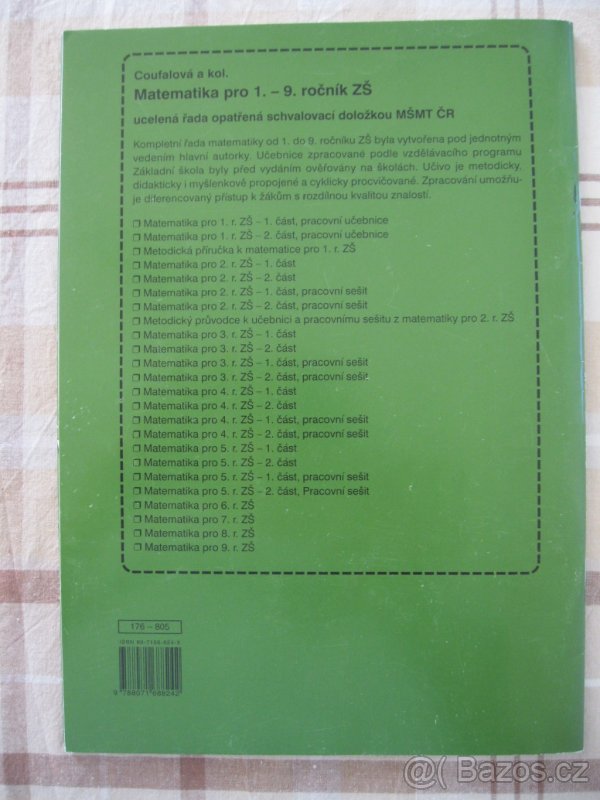 Coufalová a kol.
Matematika pro 1. – 9. ročník ZŠ
ucelená řada opatřená schvalovací doložkou MŠMT ČR
Kompletní řada matematiky od 1. do 9. ročníku ZŠ byla vytvořena pod jednotným
vedením hlavní autorky. Učebnice zpracované podle vzdělávacího programu
Základní škola byly před vydáním ověřovány na školách. Učivo je metodicky,
didakticky i myšlenkově propojené a cyklicky procvičované. Zpracování umožňu-
je diferencovaný přístup k žákům s rozdílnou kvalitou znalostí.
❐ Matematika pro 1. r. ZŠ – 1. část, pracovní učebnice
❐ Matematika pro 1. r. ZŠ – 2. část, pracovní učebnice
❐ Metodická příručka k matematice pro 1. r. ZŠ
❐ Matematika pro 2. r. ZŠ – 1. část
❐ Matematika pro 2. r. ZŠ – 2. část
❐ Matematika pro 2. r. ZŠ – 1. část, pracovní sešit
❐ Matematika pro 2. r. ZŠ – 2. část, pracovní sešit
❐ Metodický průvodce k učebnici a pracovnímu sešitu z matematiky pro 2. r. ZŠ
❐ Matematika pro 3. r. ZŠ – 1. část
❐ Matematika pro 3. r. ZŠ – 2. část
❐ Matematika pro 3. r. ZŠ – 1. část, pracovní sešit
❐ Matematika pro 3. r. ZŠ – 2. část, pracovní sešit
❐ Matematika pro 4. r. ZŠ – 1. část
❐ Matematika pro 4. r. ZŠ – 2. část
❐ Matematika pro 4. r. ZŠ – 1. část, pracovní sešit
❐ Matematika pro 4. r. ZŠ – 2. část, pracovní sešit
❐ Matematika pro 5. r. ZŠ – 1. část
❐ Matematika pro 5. r. ZŠ – 2. část
❐ Matematika pro 5. r. ZŠ – 1. část, pracovní sešit
❐ Matematika pro 5. r. ZŠ – 2. část, Pracovní sešit
❐ Matematika pro 6. r. ZŠ
❐ Matematika pro 7. r. ZŠ
❐ Matematika pro 8. r. ZŠ
❐ Matematika pro 9. r. ZŠ
176 – 805
ISBN 80-7168-824-X
9 788071 688242
Bazos.cz